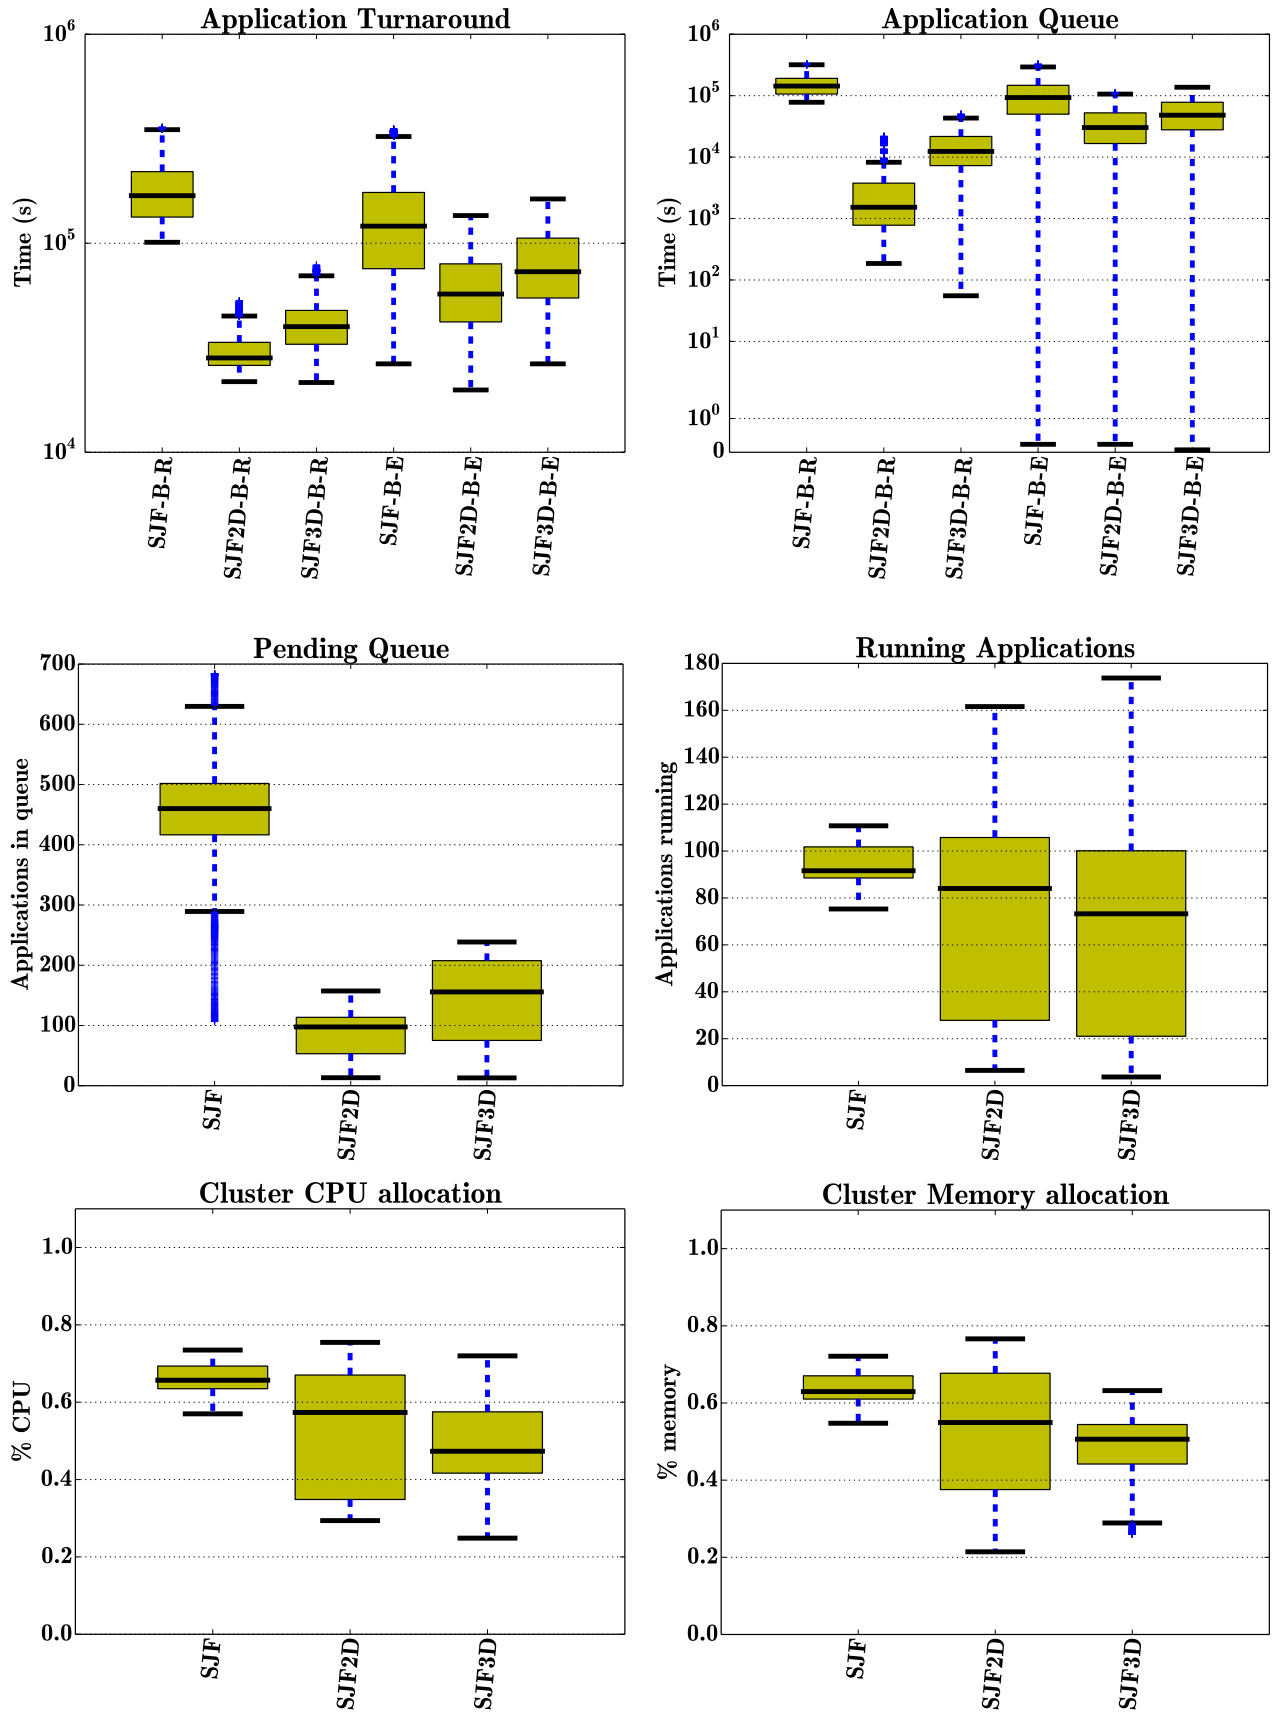 Application Turnaround
Time (s)
10^6
10^5
10^4
SJF-B-R
SJF2D-B-R
SJF3D-B-R
SJF-B-E
SJF2D-B-E
SJF3D-B-E
Application Queue
Time (s)
10^6
10^5
10^4
10^3
10^2
10^1
10^0
0
SJF-B-R
SJF2D-B-R
SJF3D-B-R
SJF-B-E
SJF2D-B-E
SJF3D-B-E
Pending Queue
Applications in queue
700
600
500
400
300
200
100
0
SJF
SJF2D
SJF3D
Running Applications
Applications running
180
160
140
120
100
80
60
40
20
0
SJF
SJF2D
SJF3D
Cluster CPU allocation
% CPU
1.0
0.8
0.6
0.4
0.2
0.0
SJF
SJF2D
SJF3D
Cluster Memory allocation
% memory
1.0
0.8
0.6
0.4
0.2
0.0
SJF
SJF2D
SJF3D